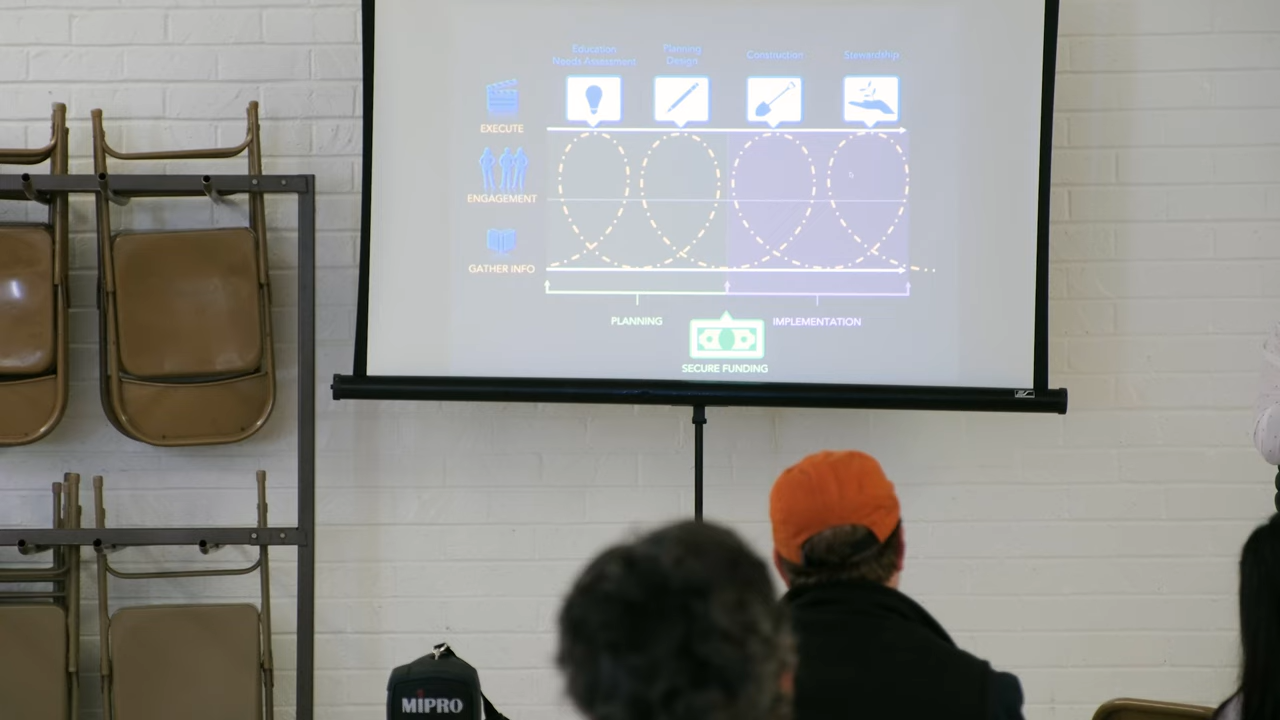 Education
Needs Assessment
Planning
Design
Construction
Stewardship
EXECUTE
ENGAGEMENT
GATHER INFO
PLANNING
IMPLEMENTATION
SECURE FUNDING
MIPRO